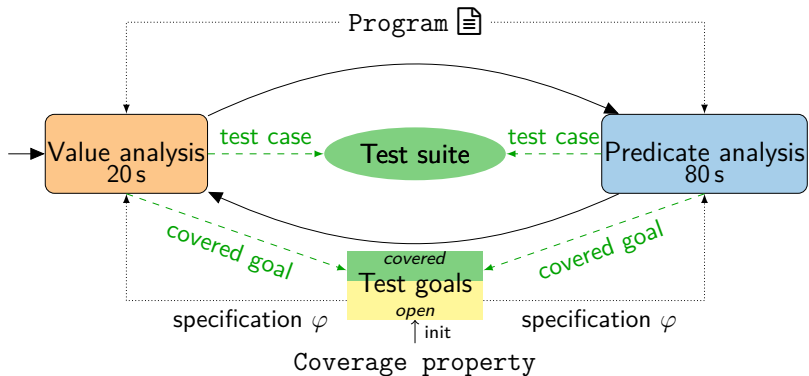 Program
test case
test case
Value analysis
20 s
Test suite
Predicate analysis
80 s
covered goal
covered goal
covered
Test goals
open
specification φ
specification φ
init
Coverage property